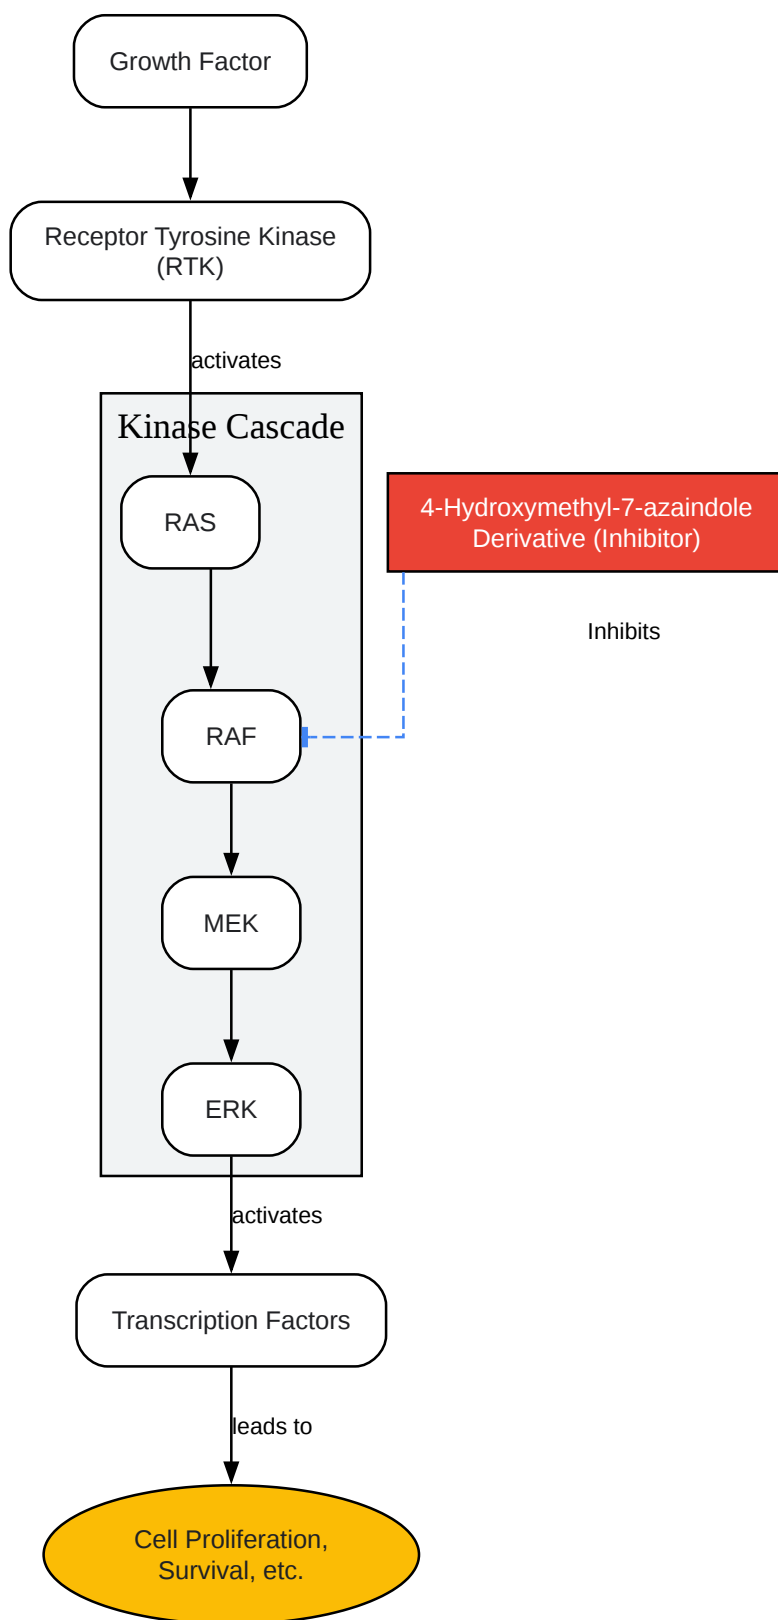 Growth Factor
Receptor Tyrosine Kinase
(RTK)
activates
Kinase Cascade
RAS
4-Hydroxymethyl-7-azaindole
Derivative (Inhibitor)
Inhibits
RAF
MEK
ERK
activates
Transcription Factors
leads to
Cell Proliferation,
Survival, etc.